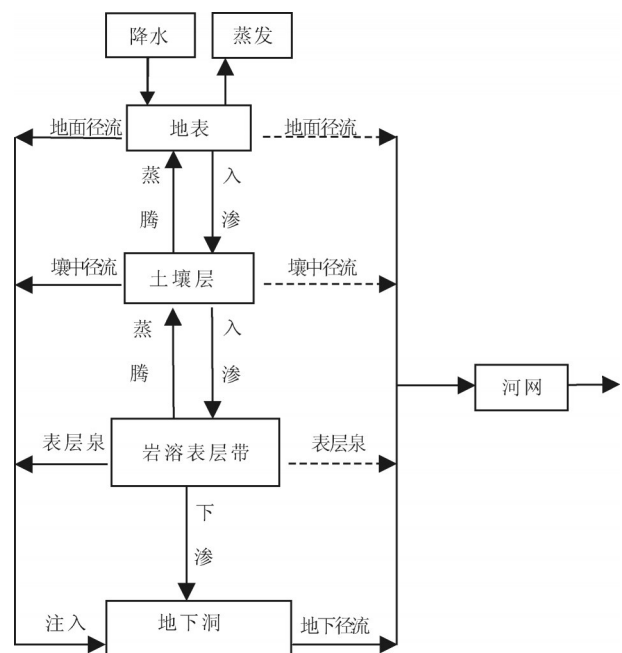 降水
蒸发
地面径流
地表
地面径流
蒸腾
入渗
壤中径流
土壤层
壤中径流
蒸腾
入渗
河网
表层泉
岩溶表层带
表层泉
下渗
注入
地下洞
地下径流